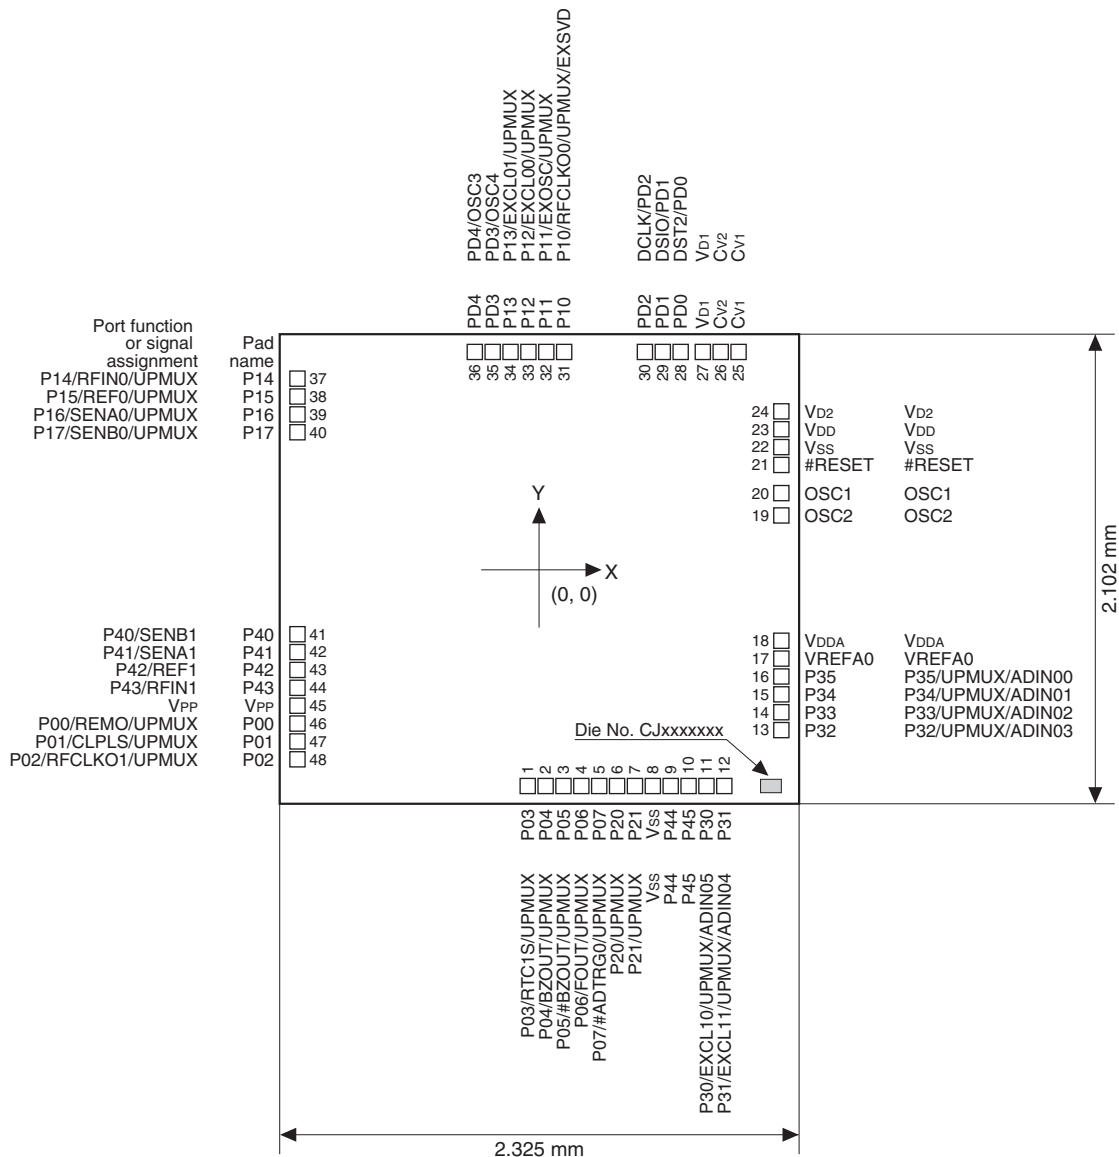 PD4/OSC3
PD3/OSC4
P13/EXCL01/UPMUX
P12/EXCL00/UPMUX
P11/EXOSC/UPMUX
P10/RFCLKO0/UPMUX/EXSVD
DCLK/PD2
DSIO/PD1
DST2/PD0
VD1
CV2
CV1
PD4
PD3
P13
P12
P11
P10
PD2
PD1
PD0
VD1
CV2
CV1
36
35
34
33
32
31
30
29
28
27
26
25
Port function
or signal
assignment
Pad
name
P14/RFIN0/UPMUX P14 37
P15/REF0/UPMUX P15 38
P16/SENA0/UPMUX P16 39
P17/SENB0/UPMUX P17 40
24 VD2 VD2
23 VDD VDD
22 VSS VSS
21 #RESET #RESET
20 OSC1 OSC1
19 OSC2 OSC2
Y
X
(0, 0)
2.102 mm
P40/SENB1 P40 41
P41/SENA1 P41 42
P42/REF1 P42 43
P43/RFIN1 P43 44
VPP VPP 45
P00/REMO/UPMUX P00 46
P01/CLPLS/UPMUX P01 47
P02/RFCLKO1/UPMUX P02 48
18 VDDA VDDA
17 VREFA0 VREFA0
16 P35 P35/UPMUX/ADIN00
15 P34 P34/UPMUX/ADIN01
14 P33 P33/UPMUX/ADIN02
13 P32 P32/UPMUX/ADIN03
Die No. CJxxxxxxx
1
2
3
4
5
6
7
8
9
10
11
12
P03
P04
P05
P06
P07
P20
P21
VSS
P44
P45
P30
P31
P03/RTC1S/UPMUX
P04/BZOUT/UPMUX
P05/#BZOUT/UPMUX
P06/FOUT/UPMUX
P07/#ADTRG0/UPMUX
P20/UPMUX
P21/UPMUX
VSS
P44
P45
P30/EXCL10/UPMUX/ADIN05
P31/EXCL11/UPMUX/ADIN04
2.325 mm